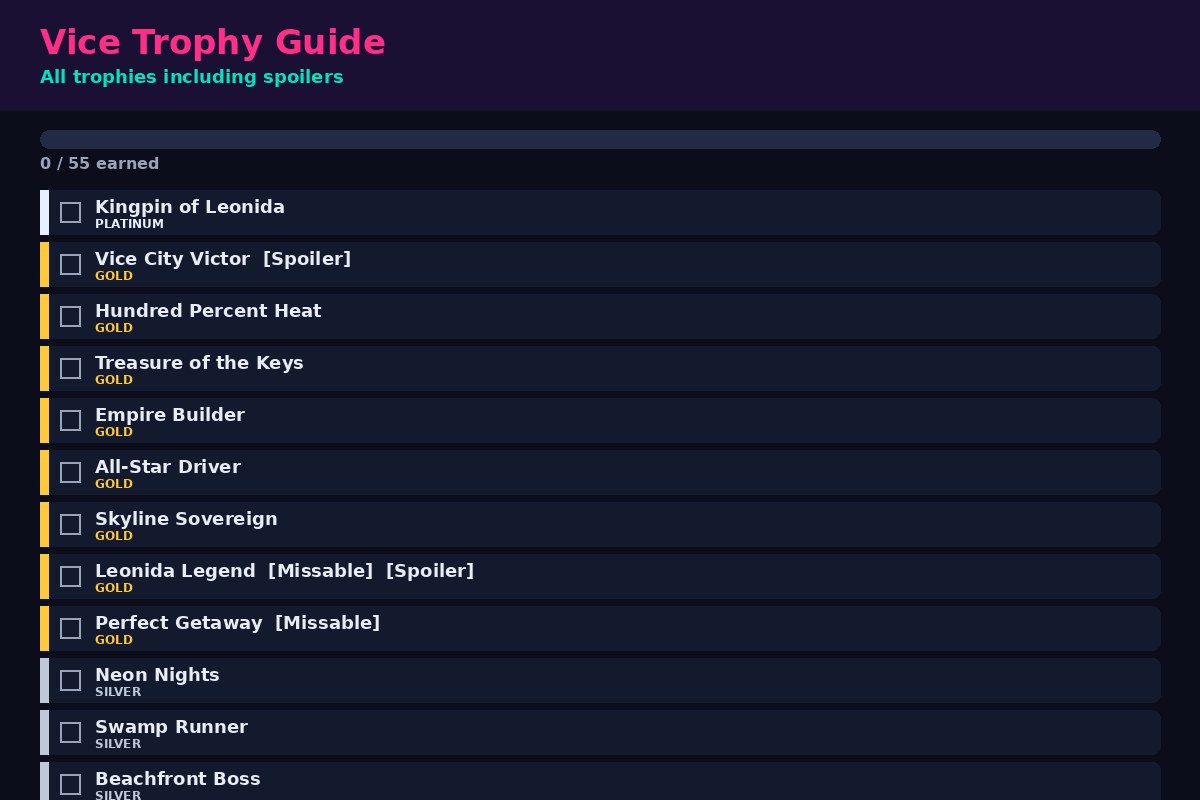 Vice Trophy Guide
All trophies including spoilers
0 / 55 earned
Kingpin of Leonida
PLATINUM
Vice City Victor [Spoiler]
GOLD
Hundred Percent Heat
GOLD
Treasure of the Keys
GOLD
Empire Builder
GOLD
All-Star Driver
GOLD
Skyline Sovereign
GOLD
Leonida Legend [Missable] [Spoiler]
GOLD
Perfect Getaway [Missable]
GOLD
Neon Nights
SILVER
Swamp Runner
SILVER
Beachfront Boss
SILVER